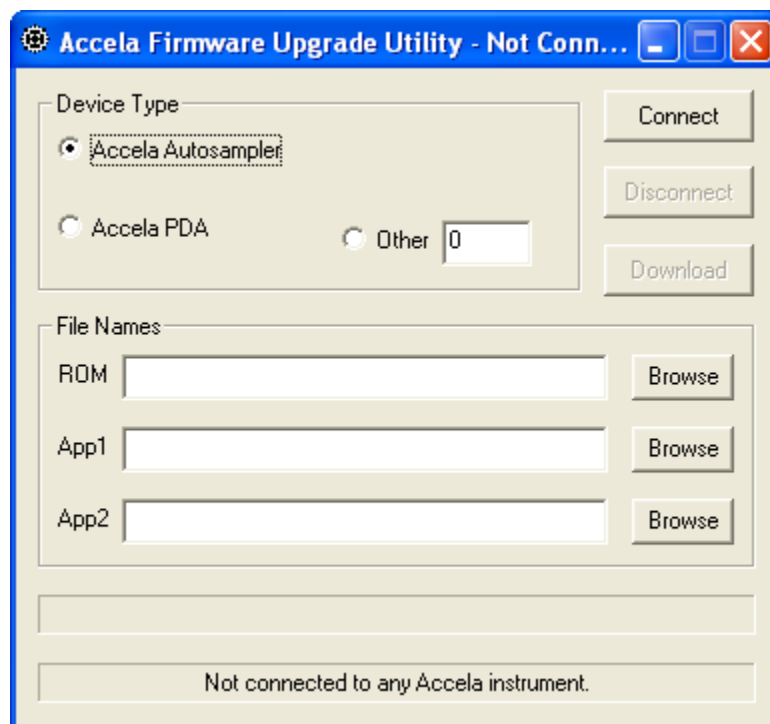 Accela Firmware Upgrade Utility - Not Conn...
Device Type
Connect
Accela Autosampler
Disconnect
Accela PDA
Other 0
Download
File Names
ROM Browse
App1 Browse
App2 Browse
Not connected to any Accela instrument.